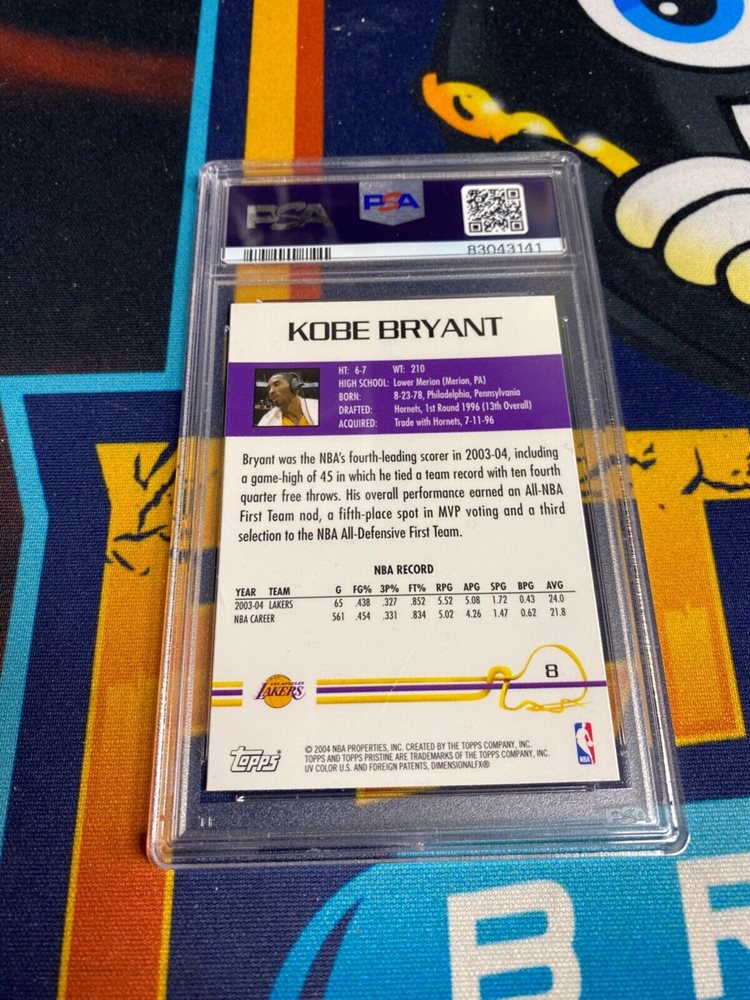 PSA PSA
83043141
KOBE BRYANT
HT: 6-7 WT: 210
HIGH SCHOOL: Lower Merion (Merion, PA)
BORN: 8-23-78, Philadelphia, Pennsylvania
DRAFTED: Hornets, 1st Round 1996 (13th Overall)
ACQUIRED: Trade with Hornets, 7-11-96
Bryant was the NBA's fourth-leading scorer in 2003-04, including
a game-high of 45 in which he tied a team record with ten fourth
quarter free throws. His overall performance earned an All-NBA
First Team nod, a fifth-place spot in MVP voting and a third
selection to the NBA All-Defensive First Team.
NBA RECORD
YEAR TEAM G FG% 3P% FT% RPG APG SPG BPG AVG
2003-04 LAKERS 65 .438 .327 .852 5.52 5.08 1.72 0.43 24.0
NBA CAREER 561 .454 .331 .834 5.02 4.26 1.47 0.62 21.8
8
LOS ANGELES
LAKERS
© 2004 NBA PROPERTIES, INC. CREATED BY THE TOPPS COMPANY, INC.
TOPPS AND TOPPS PRISTINE ARE TRADEMARKS OF THE TOPPS COMPANY, INC.
UV COLOR U.S. AND FOREIGN PATENTS, DIMENSIONALFX®
Topps®
NBA
PSA
B R